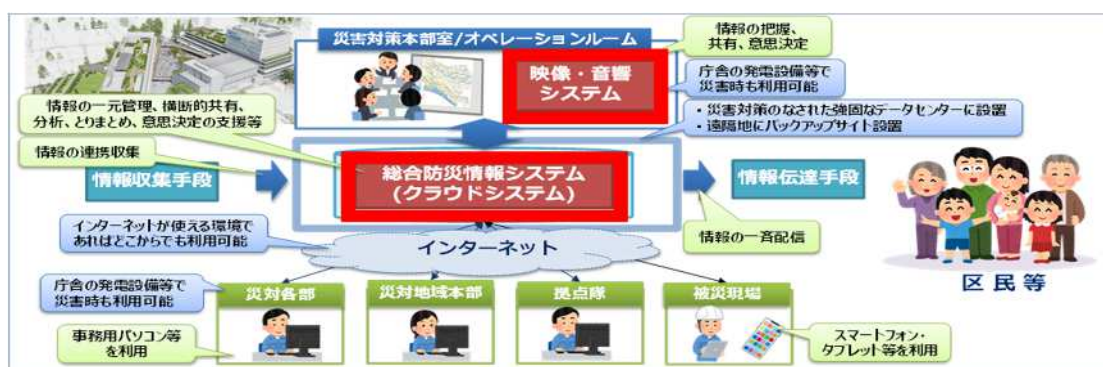 災害対策本部室/オペレーションルーム
映像・音響
システム
情報の把握、
共有、意思決定
庁舎の発電設備等で
災害時も利用可能
・災害対策のなされた強固なデータセンターに設置
・遠隔地にバックアップサイト設置
情報の一元管理、横断的共有、
分析、とりまとめ、意思決定の支援等
情報の連携収集
情報収集手段
総合防災情報システム
(クラウドシステム)
情報伝達手段
情報の一斉配信
インターネットが使える環境で
あればどこからでも利用可能
インターネット
区民等
庁舎の発電設備等で
災害時も利用可能
災対各部
災対地域本部
拠点隊
被災現場
事務用パソコン等
を利用
スマートフォン・
タブレット等を利用